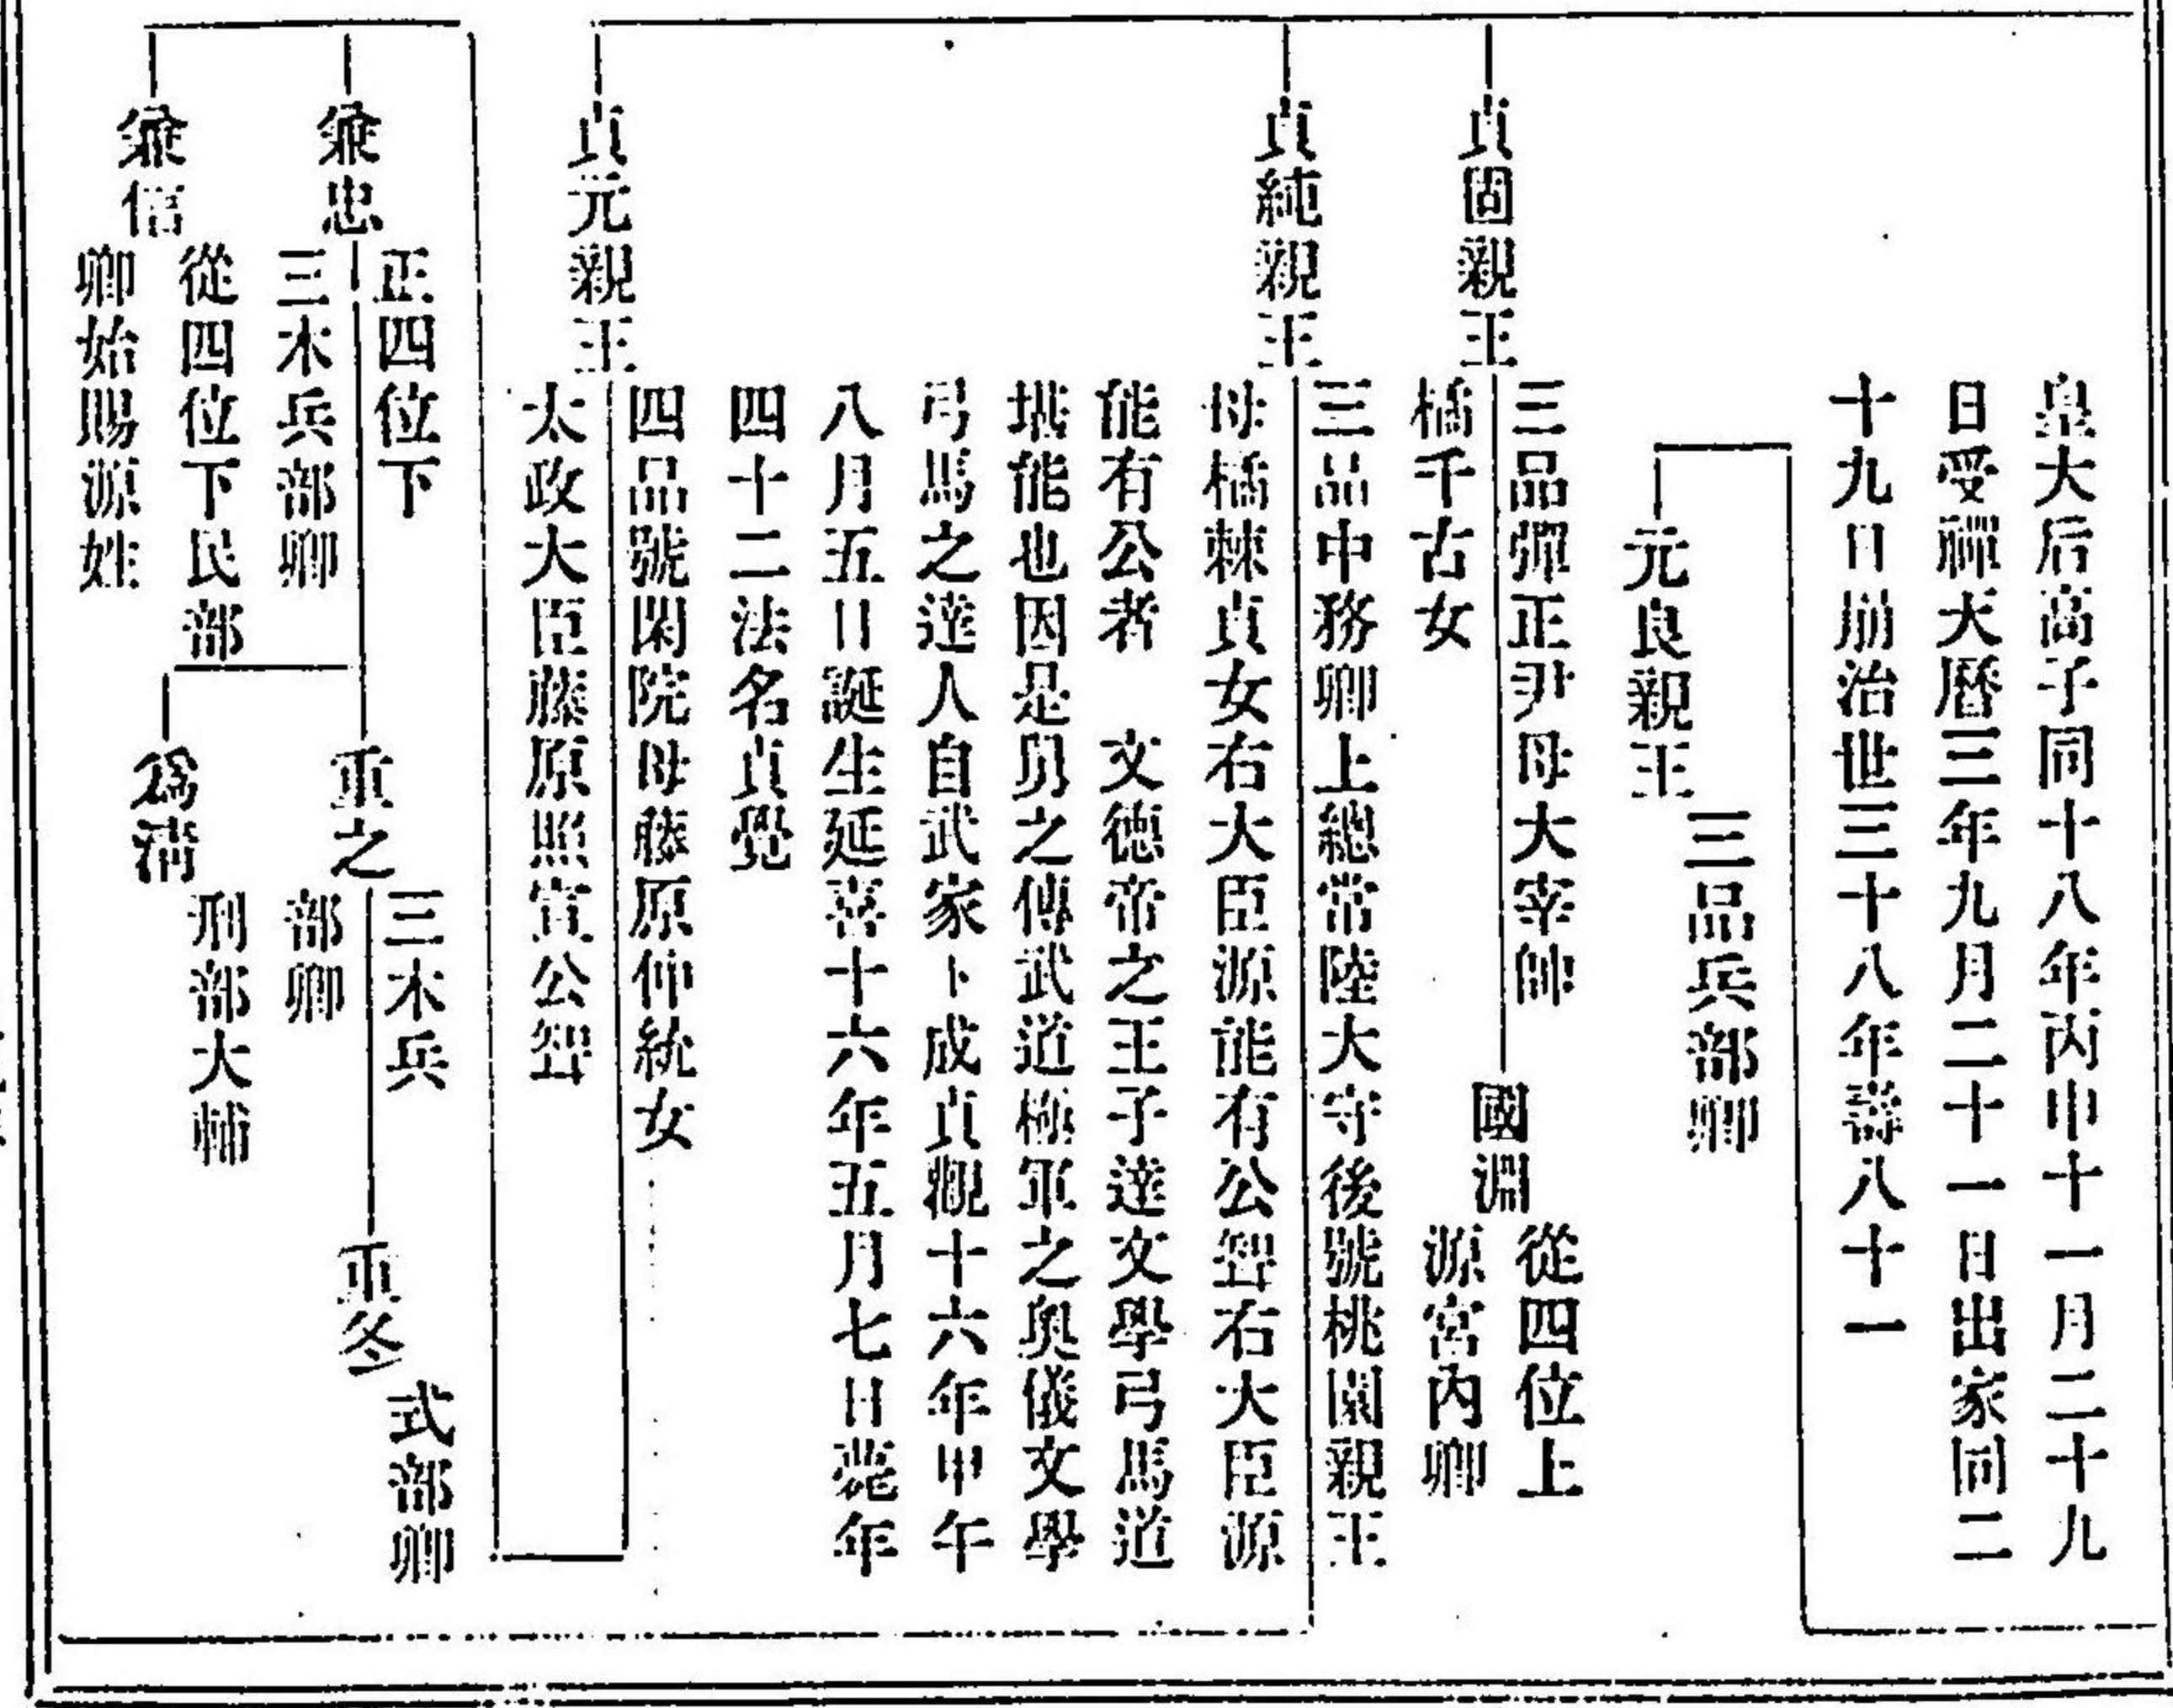 皇大后高子同十八年丙申十一月二十九
日受禪天曆三年九月二十一日出家同二
十九日崩治世三十八年壽八十一
元良親王
三品兵部卿
貞固親王
三品彈正尹母大宰帥
橘千古女
國淵
從四位上
源宮內卿
貞純親王
三品中務卿上總常陸大守後號桃園親王
母橘棘貞女右大臣源能有公聟右大臣源
能有公者　文德帝之王子達文學弓馬道
堪能也因是男之傳武道極軍之奥儀文學
弓馬之達人自武家ト成貞觀十六年甲午
八月五日誕生延喜十六年五月七日薨年
四十二法名貞覺
貞元親王
四品號閑院母藤原仲統女
太政大臣藤原照宣公聟
兼忠
正四位下
三木兵部卿
重之
三木兵
部卿
重冬
式部卿
爲淸
刑部大輔
兼信
從四位下民部
卿始賜源姓